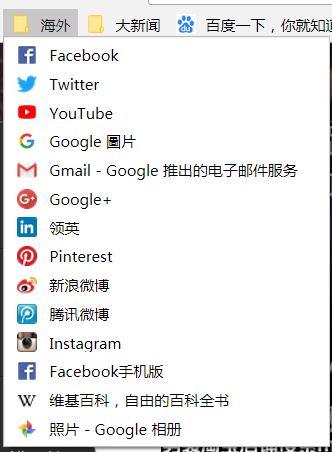 海外 大新闻 百度一下，你就知道
Facebook
Twitter
YouTube
Google 圖片
Gmail - Google 推出的电子邮件服务
Google+
领英
Pinterest
新浪微博
腾讯微博
Instagram
Facebook手机版
维基百科，自由的百科全书
照片 - Google 相册